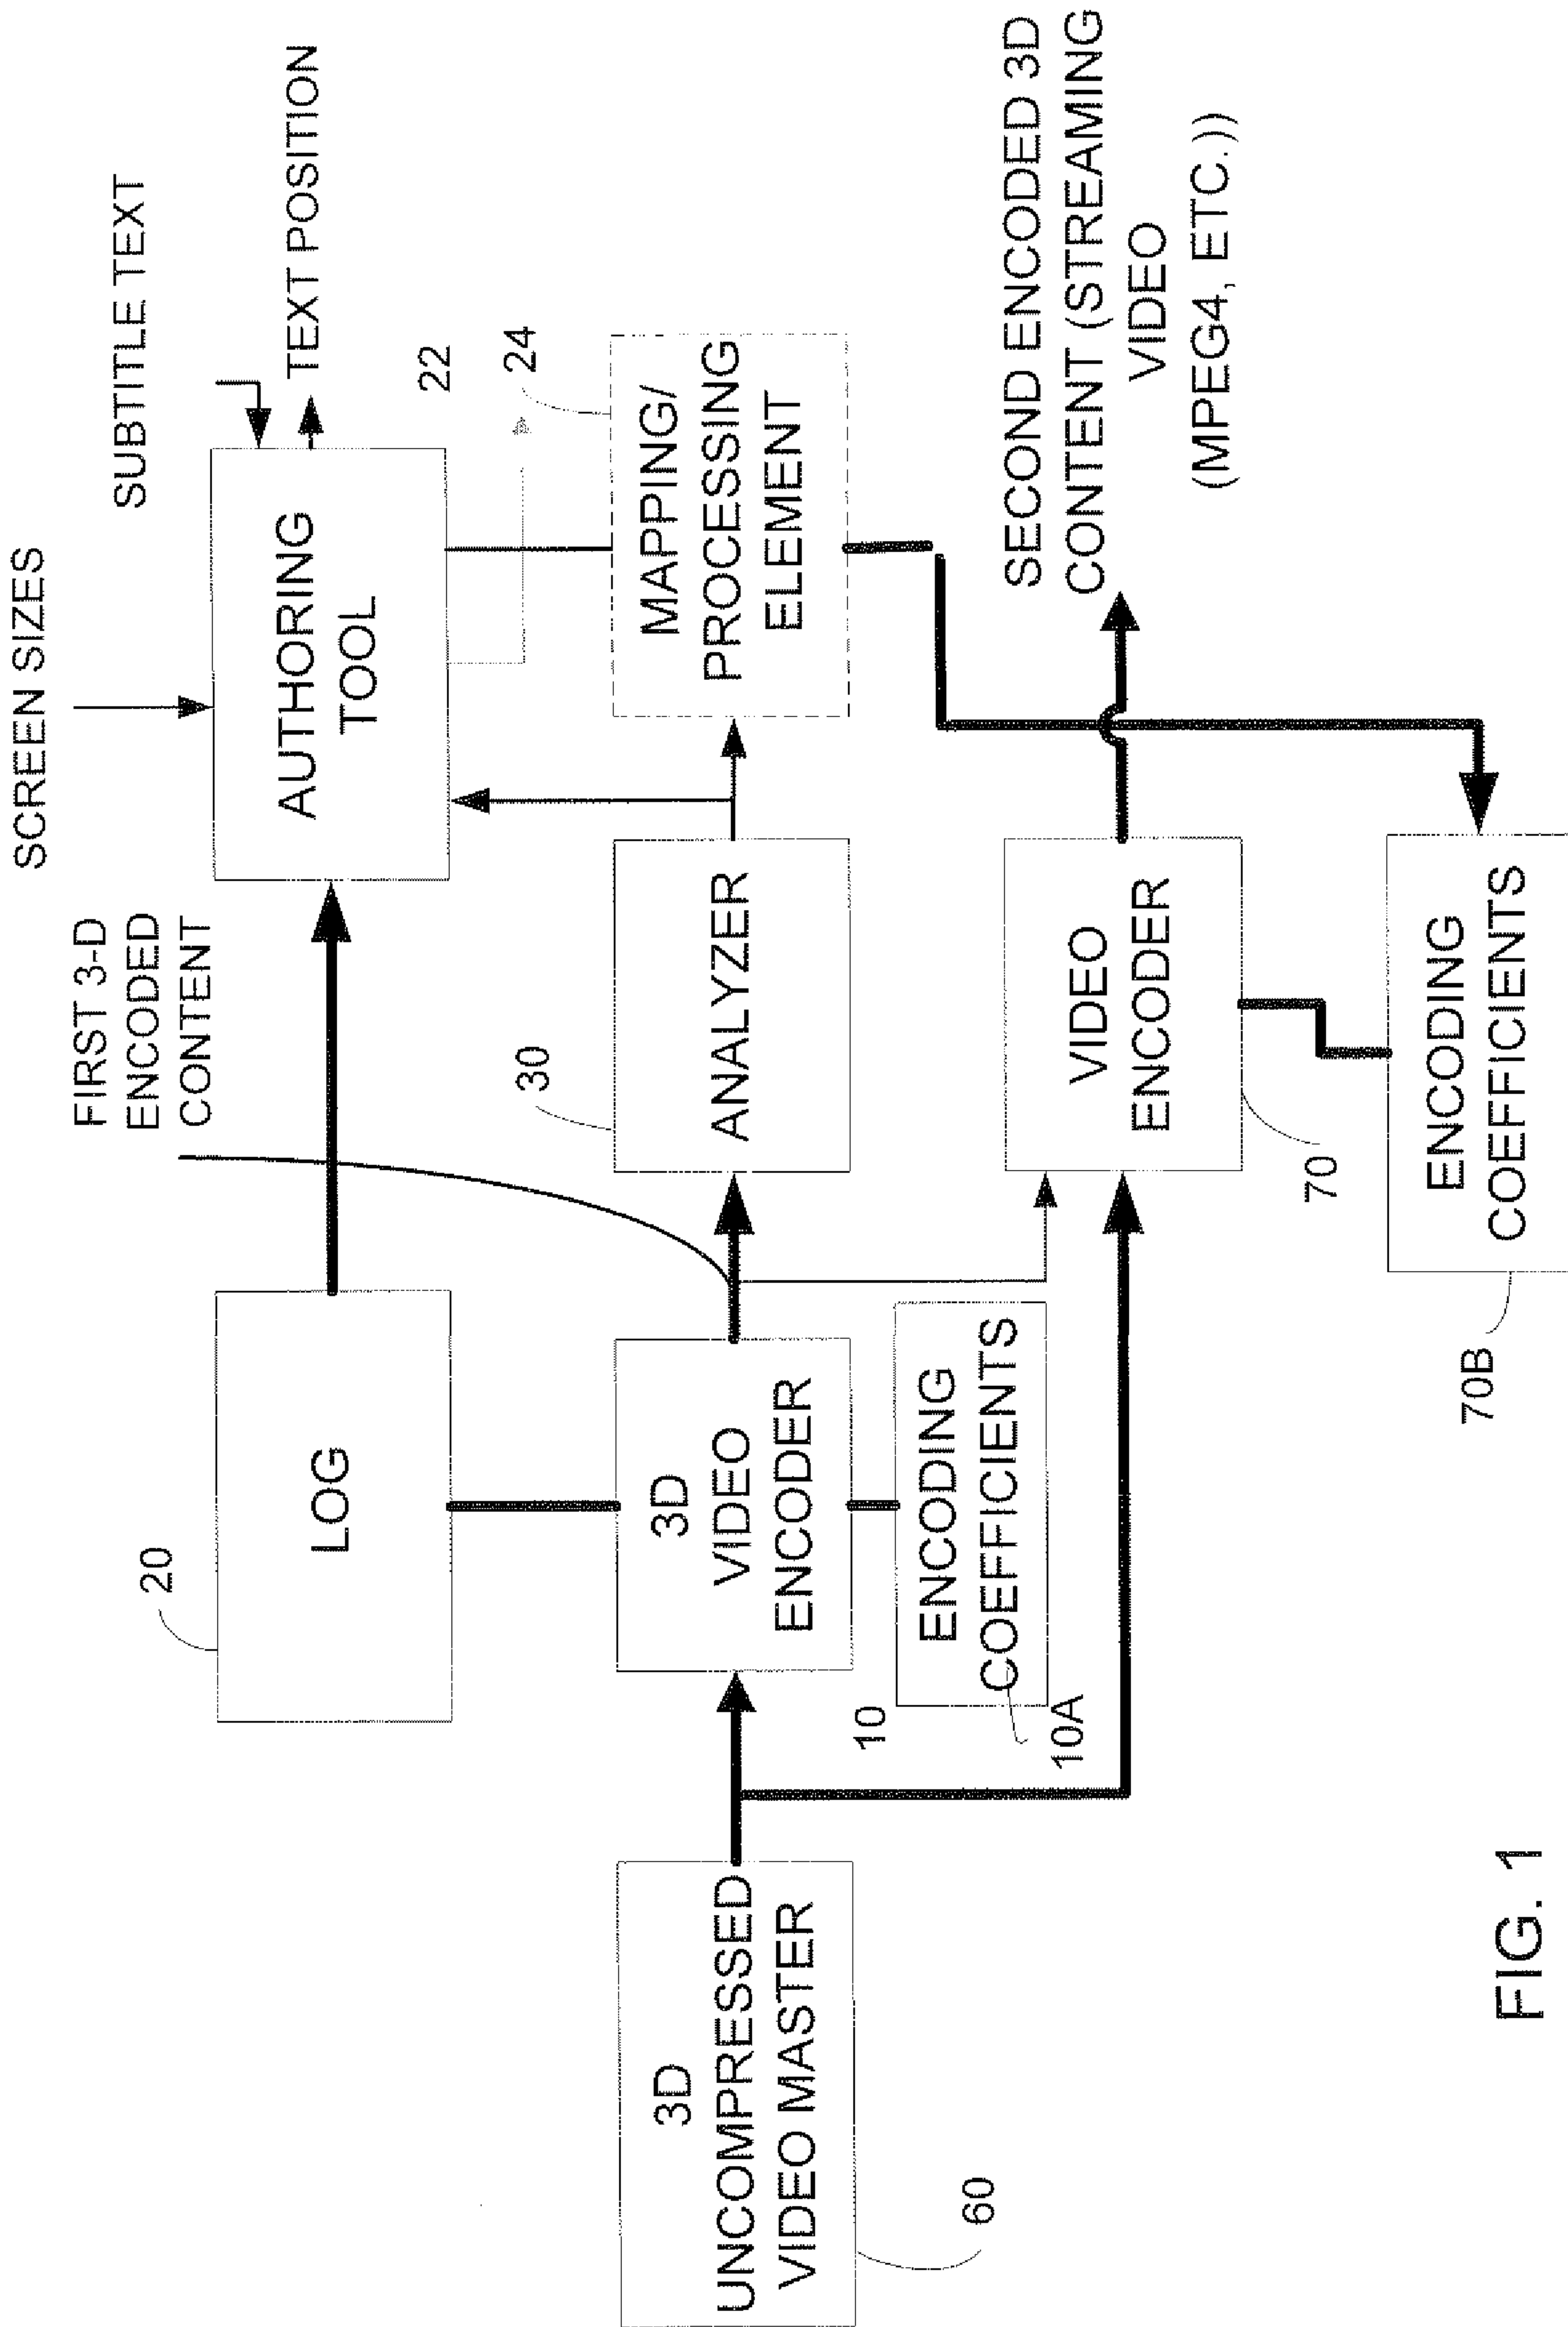 SCREEN SIZES
SUBTITLE TEXT
FIRST 3-D
ENCODED
CONTENT
TEXT POSITION
20
LOG
AUTHORING
TOOL
22
24
3D
UNCOMPRESSED
VIDEO MASTER
60
3D
VIDEO
ENCODER
10
30
ANALYZER
MAPPING/
PROCESSING
ELEMENT
ENCODING
COEFFICIENTS
10A
VIDEO
ENCODER
70
SECOND ENCODED 3D
CONTENT (STREAMING
VIDEO
(MPEG4, ETC.))
ENCODING
COEFFICIENTS
70B
FIG. 1